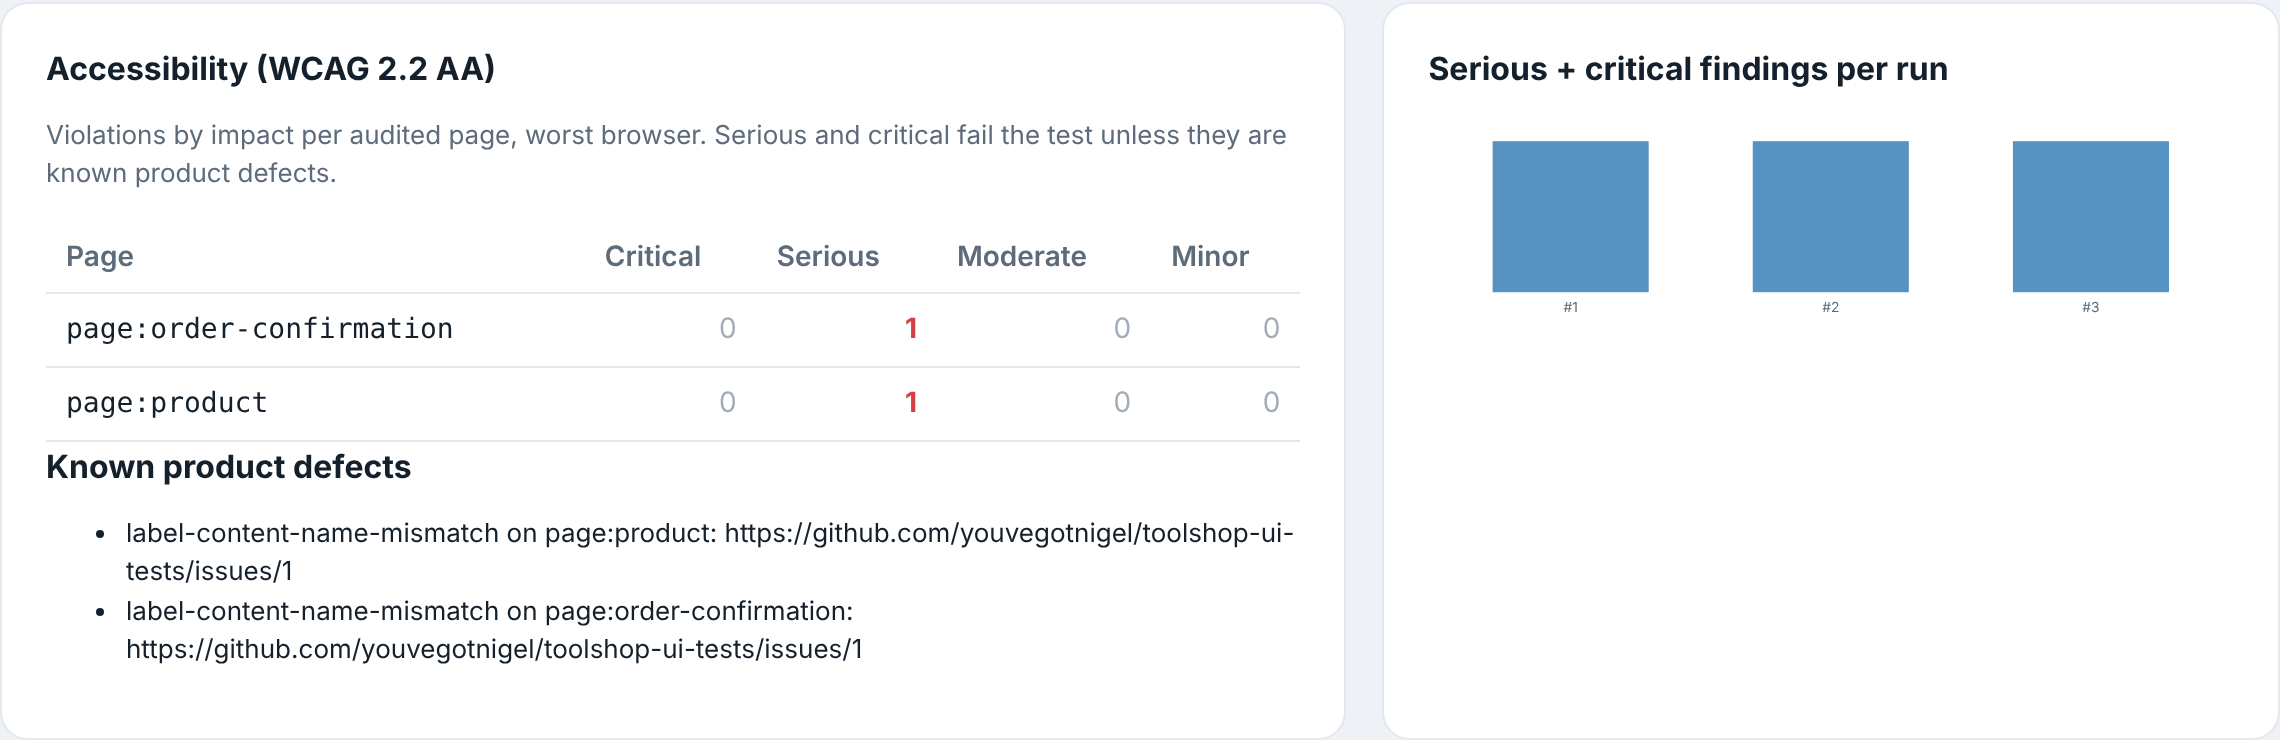 Accessibility (WCAG 2.2 AA)
Violations by impact per audited page, worst browser. Serious and critical fail the test unless they are
known product defects.
Page Critical Serious Moderate Minor
page:order-confirmation 0 1 0 0
page:product 0 1 0 0
Known product defects
• label-content-name-mismatch on page:product: https://github.com/youvegotnigel/toolshop-ui-
tests/issues/1
• label-content-name-mismatch on page:order-confirmation:
https://github.com/youvegotnigel/toolshop-ui-tests/issues/1
Serious + critical findings per run
#1 #2 #3